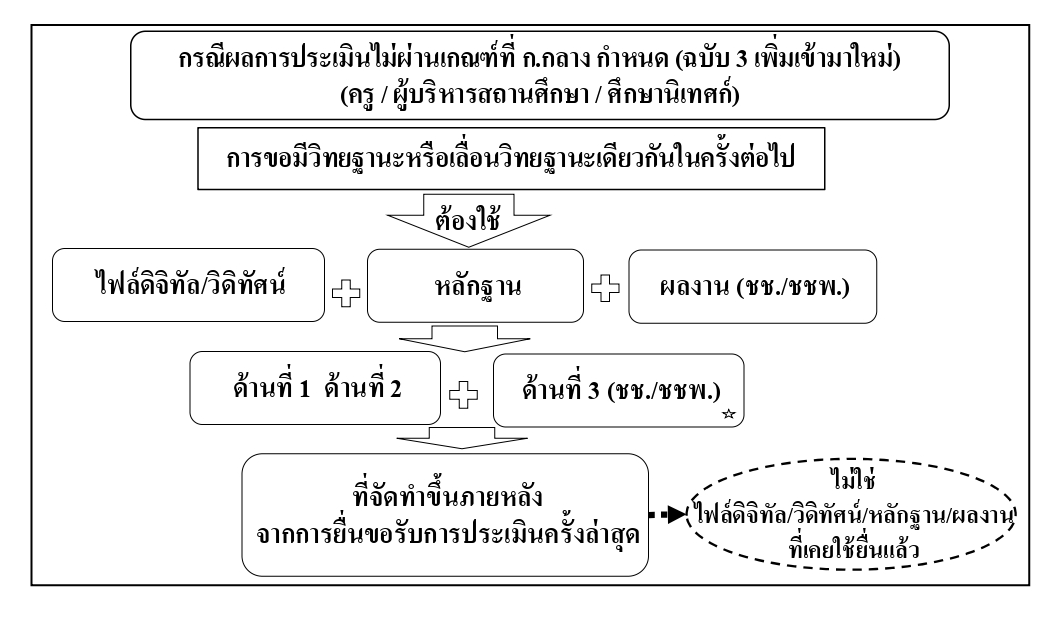 กรณีผลการประเมินไม่ผ่านเกณฑ์ที่ ก.กลาง กำหนด (ฉบับ 3 เพิ่มเข้ามาใหม่)
(ครู / ผู้บริหารสถานศึกษา / ศึกษานิเทศก์)
การขอมีวิทยฐานะหรือเลื่อนวิทยฐานะเดียวกันในครั้งต่อไป
ต้องใช้
ไฟล์ดิจิทัล/วิดิทัศน์
หลักฐาน
ผลงาน (ชช./ชชพ.)
ด้านที่ 1 ด้านที่ 2
ด้านที่ 3 (ชช./ชชพ.)
ที่จัดทำขึ้นภายหลัง
จากการยื่นขอรับการประเมินครั้งล่าสุด
ไม่ใช่
ไฟล์ดิจิทัล/วิดิทัศน์/หลักฐาน/ผลงาน
ที่เคยใช้ยื่นแล้ว